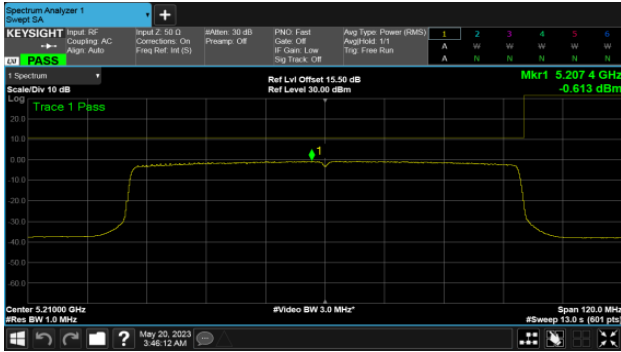 Spectrum Analyzer 1
Swept SA
+
KEYSIGHT
LXI PASS
Input: RF
Coupling: AC
Align: Auto
Input Z: 50 Ω
Corrections: On
Freq Ref: Int (S)
#Atten: 30 dB
Preamp: Off
PNO: Fast
Gate: Off
IF Gain: Low
Sig Track: Off
Avg Type: Power (RMS)
Avg|Hold: 1/1
Trig: Free Run
1 2 3 4 5 6
A W W W W W
A N N N N N
1 Spectrum
Scale/Div 10 dB
Ref Lvl Offset 15.50 dB
Ref Level 30.00 dBm
Mkr1 5.207 4 GHz
-0.613 dBm
Log
Trace 1 Pass
20.0
10.0
0.00
1
-10.0
-20.0
-30.0
-40.0
-50.0
-60.0
Center 5.21000 GHz
#Res BW 1.0 MHz
#Video BW 3.0 MHz*
Span 120.0 MHz
#Sweep 13.0 s (601 pts)
?
May 20, 2023
3:46:12 AM